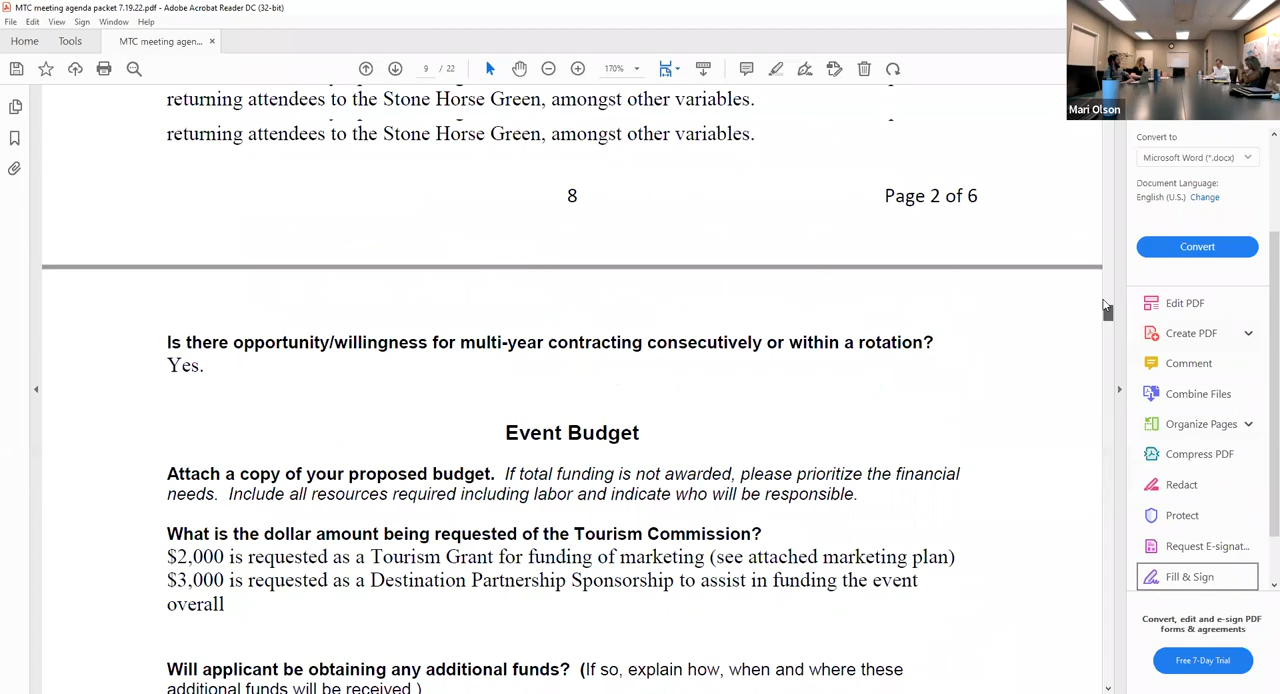 MTC meeting agenda packet 7.19.22.pdf - Adobe Acrobat Reader DC (32-bit)
File Edit View Sign Window Help
Home Tools MTC meeting agen... ×
9 / 22 170%
Mari Olson
returning attendees to the Stone Horse Green, amongst other variables.
returning attendees to the Stone Horse Green, amongst other variables.
8 Page 2 of 6
Is there opportunity/willingness for multi-year contracting consecutively or within a rotation?
Yes.
Event Budget
Attach a copy of your proposed budget. If total funding is not awarded, please prioritize the financial
needs. Include all resources required including labor and indicate who will be responsible.
What is the dollar amount being requested of the Tourism Commission?
$2,000 is requested as a Tourism Grant for funding of marketing (see attached marketing plan)
$3,000 is requested as a Destination Partnership Sponsorship to assist in funding the event
overall
Will applicant be obtaining any additional funds? (If so, explain how, when and where these
additional funds will be received.)
Convert to
Microsoft Word (*.docx)
Document Language:
English (U.S.) Change
Convert
Edit PDF
Create PDF
Comment
Combine Files
Organize Pages
Compress PDF
Redact
Protect
Request E-signat...
Fill & Sign
Convert, edit and e-sign PDF
forms & agreements
Free 7-Day Trial